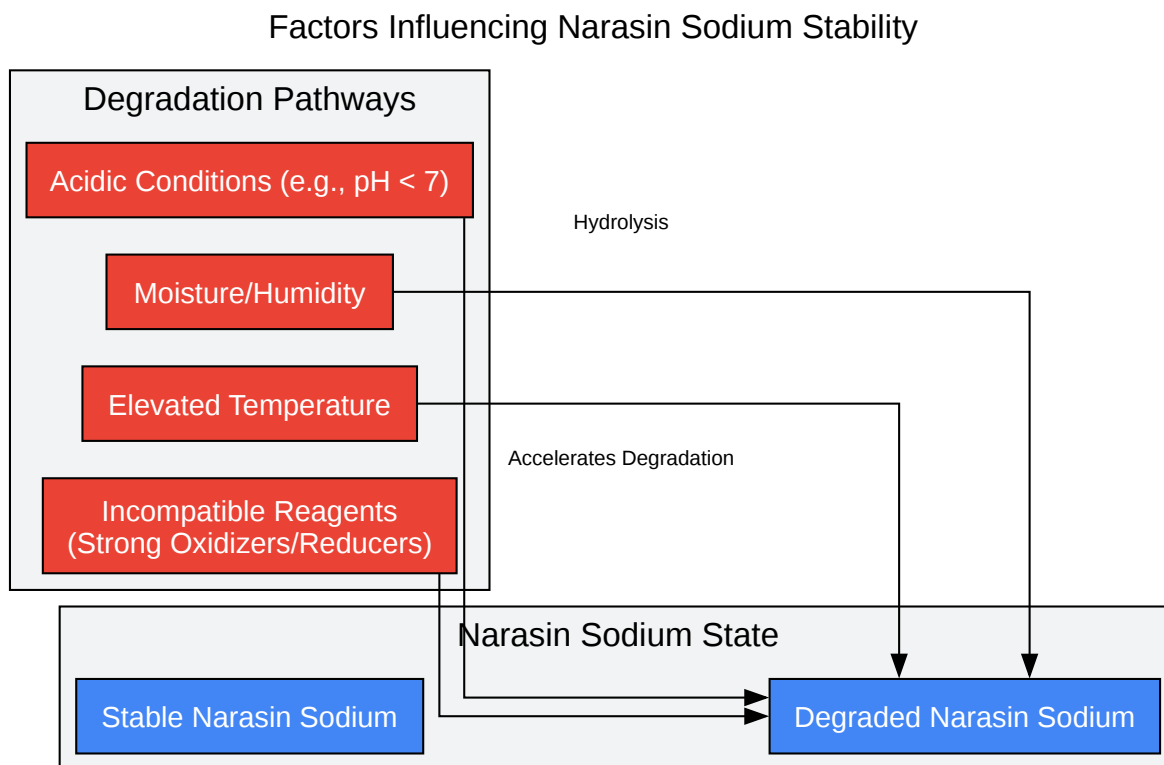 Factors Influencing Narasin Sodium Stability
Degradation Pathways
Acidic Conditions (e.g., pH < 7)
Hydrolysis
Moisture/Humidity
Elevated Temperature
Accelerates Degradation
Incompatible Reagents
(Strong Oxidizers/Reducers)
Narasin Sodium State
Stable Narasin Sodium
Degraded Narasin Sodium